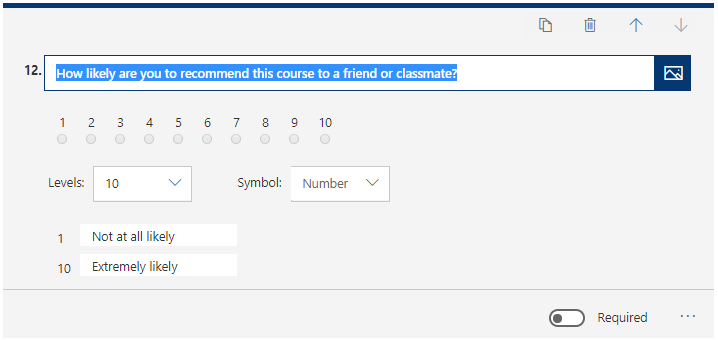 12. How likely are you to recommend this course to a friend or classmate?
1 2 3 4 5 6 7 8 9 10
Levels: 10 Symbol: Number
1 Not at all likely
10 Extremely likely
Required